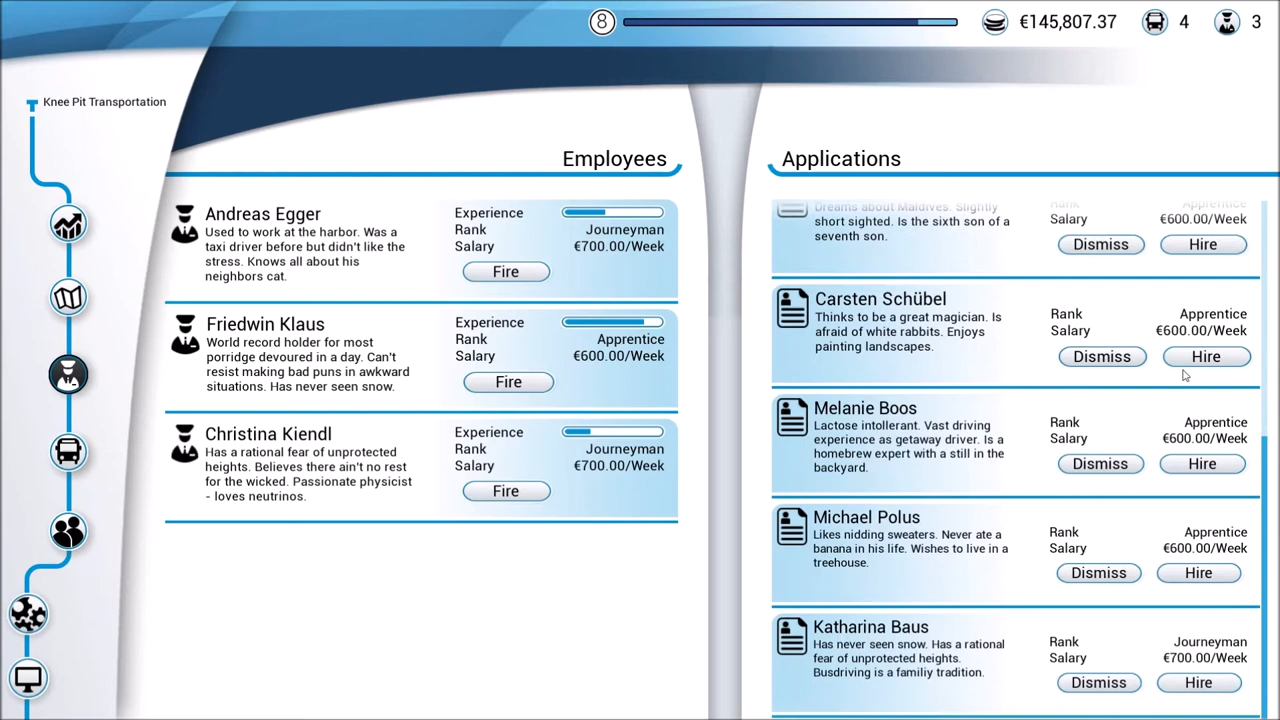 8
€145,807.37
4
3
Knee Pit Transportation
Employees
Andreas Egger
Used to work at the harbor. Was a
taxi driver before but didn't like the
stress. Knows all about his
neighbors cat.
Experience
Rank Journeyman
Salary €700.00/Week
Fire
Friedwin Klaus
World record holder for most
porridge devoured in a day. Can't
resist making bad puns in awkward
situations. Has never seen snow.
Experience
Rank Apprentice
Salary €600.00/Week
Fire
Christina Kiendl
Has a rational fear of unprotected
heights. Believes there ain't no rest
for the wicked. Passionate physicist
- loves neutrinos.
Experience
Rank Journeyman
Salary €700.00/Week
Fire
Applications
Dreams about Maldives. Slightly
short sighted. Is the sixth son of a
seventh son.
Rank Apprentice
Salary €600.00/Week
Dismiss Hire
Carsten Schübel
Thinks to be a great magician. Is
afraid of white rabbits. Enjoys
painting landscapes.
Rank Apprentice
Salary €600.00/Week
Dismiss Hire
Melanie Boos
Lactose intollerant. Vast driving
experience as getaway driver. Is a
homebrew expert with a still in the
backyard.
Rank Apprentice
Salary €600.00/Week
Dismiss Hire
Michael Polus
Likes nidding sweaters. Never ate a
banana in his life. Wishes to live in a
treehouse.
Rank Apprentice
Salary €600.00/Week
Dismiss Hire
Katharina Baus
Has never seen snow. Has a rational
fear of unprotected heights.
Busdriving is a familiy tradition.
Rank Journeyman
Salary €700.00/Week
Dismiss Hire